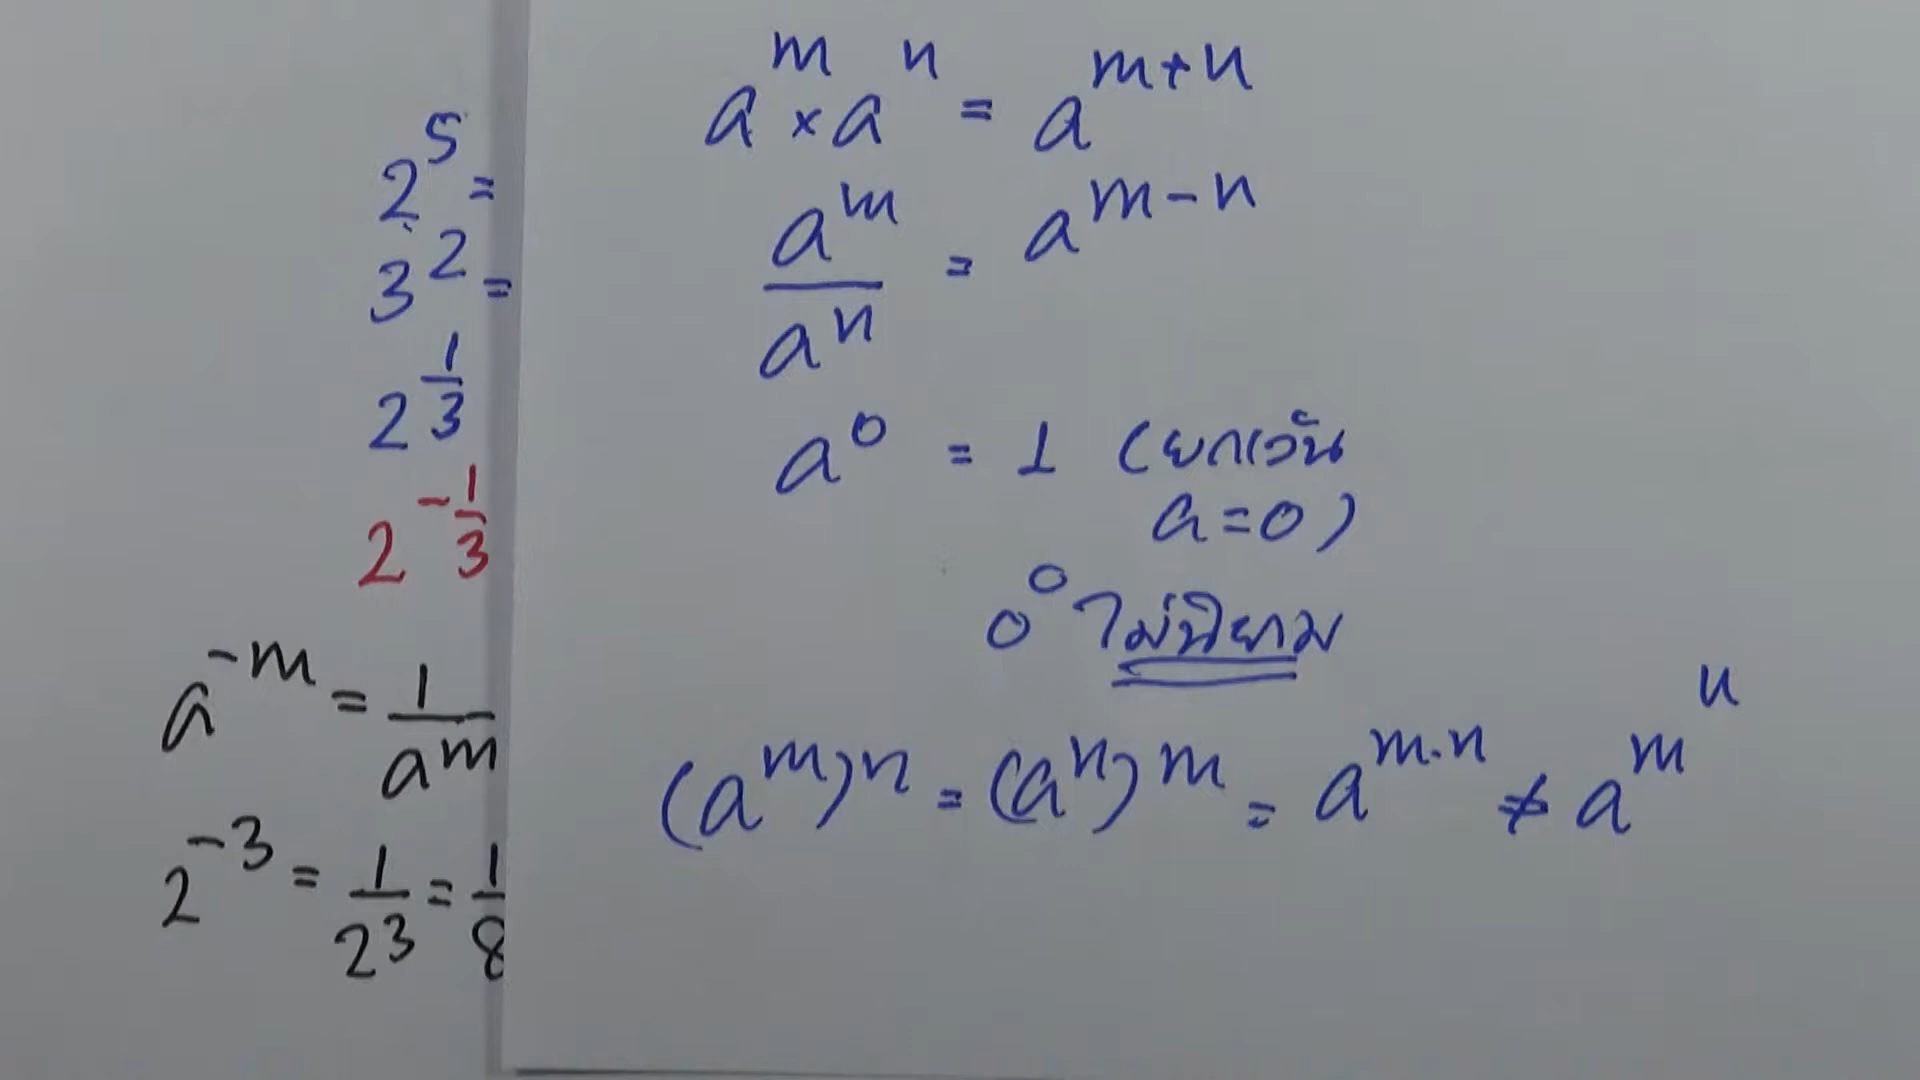 2^5 =
3^2 =
2^{1/3}
2^{-1/3}
a^{-m} = 1/a^m
2^{-3} = 1/2^3 = 1/8
a^m × a^n = a^{m+n}
a^m/a^n = a^{m-n}
a^0 = 1 (ยกเว้น
a=0)
0^0 ไม่นิยาม
(a^m)^n = (a^n)^m = a^{m·n} ≠ a^{m^n}